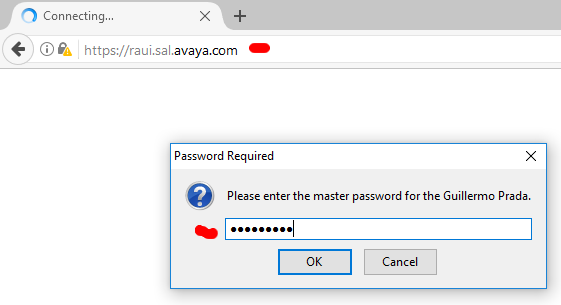 Connecting...
https://raui.sal.avaya.com
Password Required
Please enter the master password for the Guillermo Prada.
•••••••••
OK
Cancel